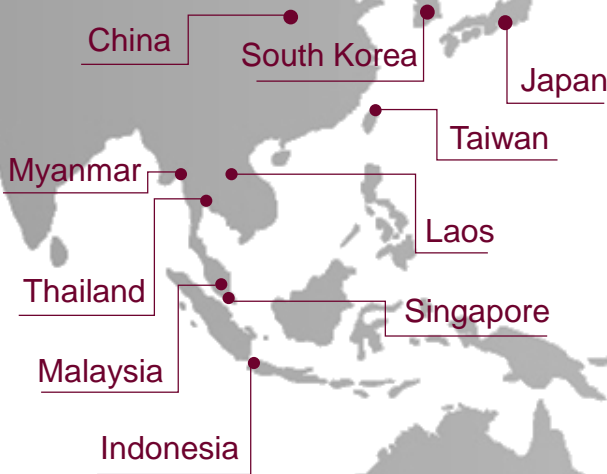 China
South Korea
Japan
Taiwan
Myanmar
Laos
Thailand
Singapore
Malaysia
Indonesia